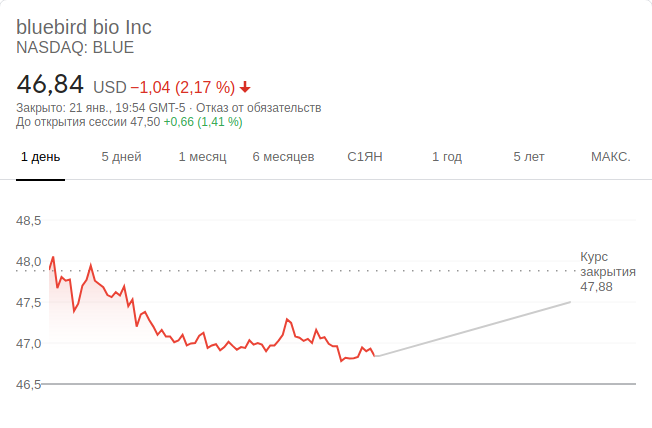 bluebird bio Inc
NASDAQ: BLUE
46,84 USD −1,04 (2,17 %)
Закрыто: 21 янв., 19:54 GMT-5 · Отказ от обязательств
До открытия сессии 47,50 +0,66 (1,41 %)
1 день 5 дней 1 месяц 6 месяцев С1ЯН 1 год 5 лет МАКС.
48,5
48,0
47,5
47,0
46,5
Курс
закрытия
47,88